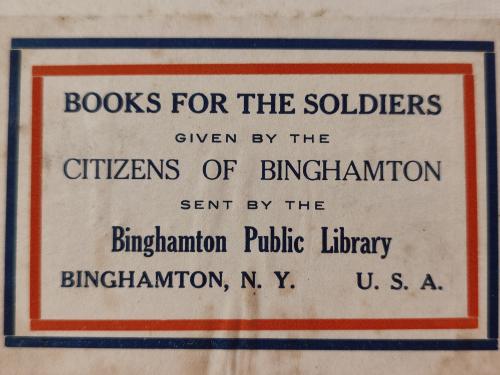 BOOKS FOR THE SOLDIERS
GIVEN BY THE
CITIZENS OF BINGHAMTON
SENT BY THE
Binghamton Public Library
BINGHAMTON, N. Y. U. S. A.